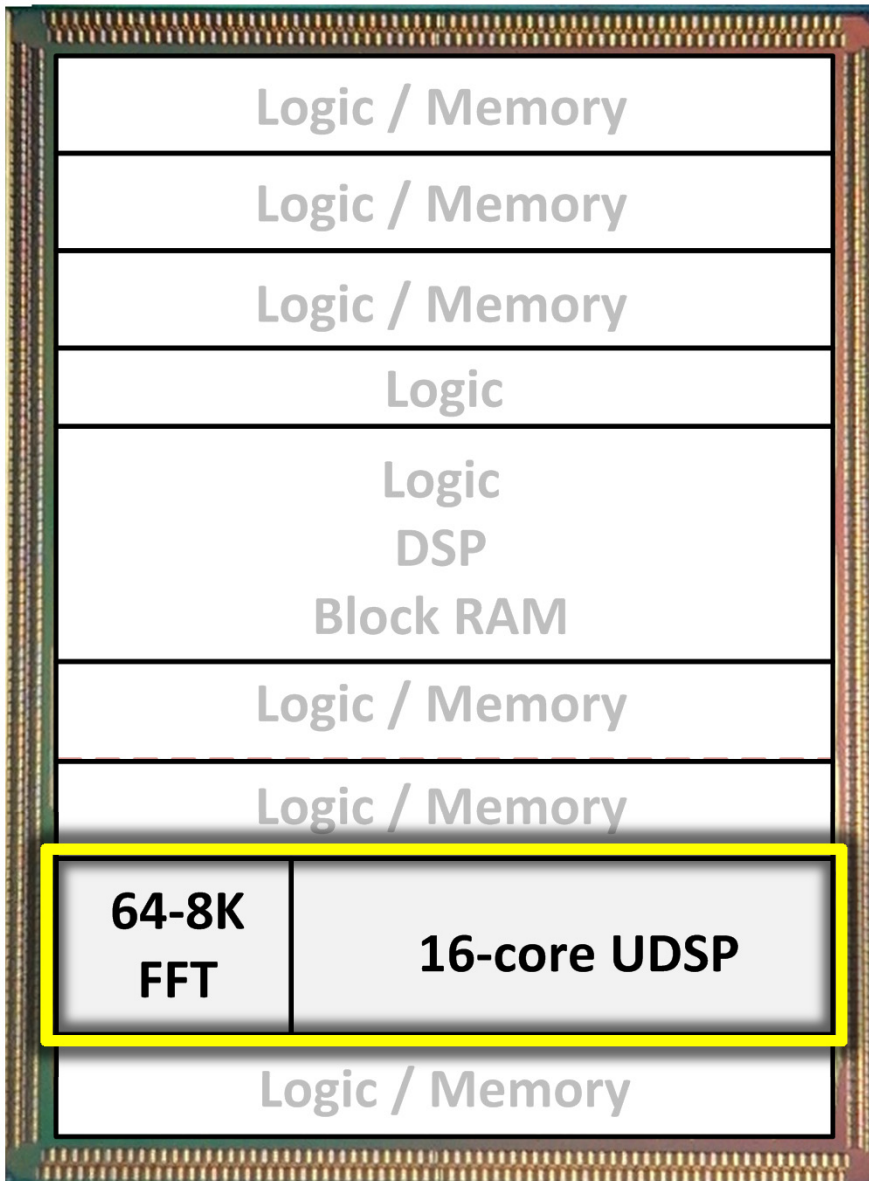 Logic / Memory
Logic / Memory
Logic / Memory
Logic
Logic
DSP
Block RAM
Logic / Memory
Logic / Memory
64-8K
FFT
16-core UDSP
Logic / Memory